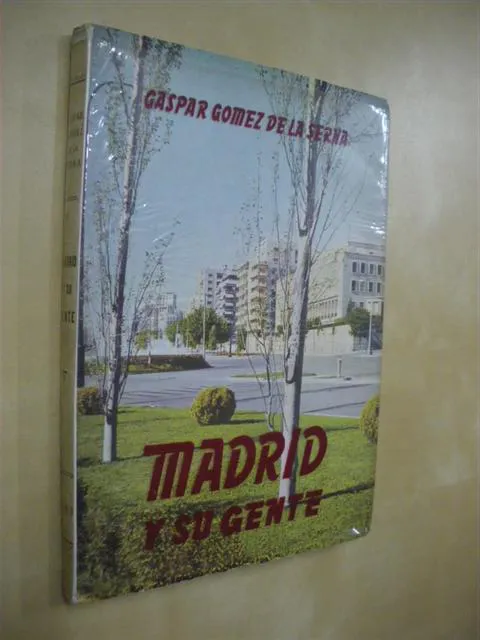 GASPAR GOMEZ DE LA SERNA
MADRID
Y SU GENTE